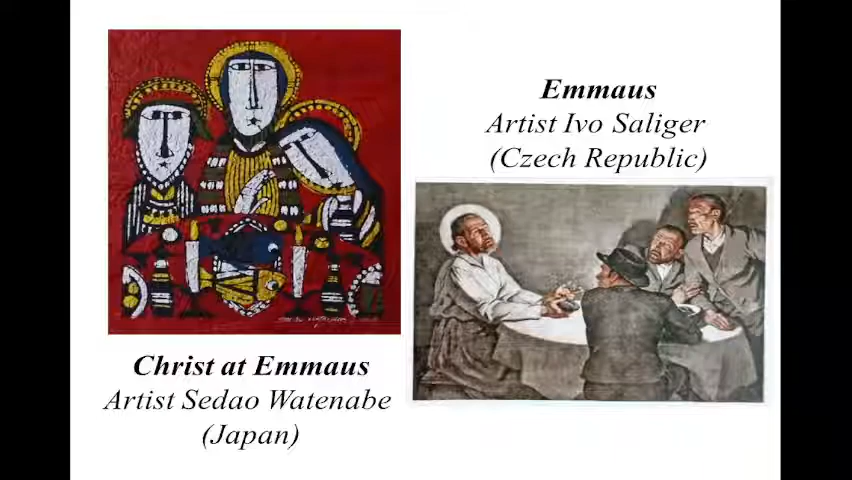 Christ at Emmaus
Artist Sedao Watenabe
(Japan)
Emmaus
Artist Ivo Saliger
(Czech Republic)